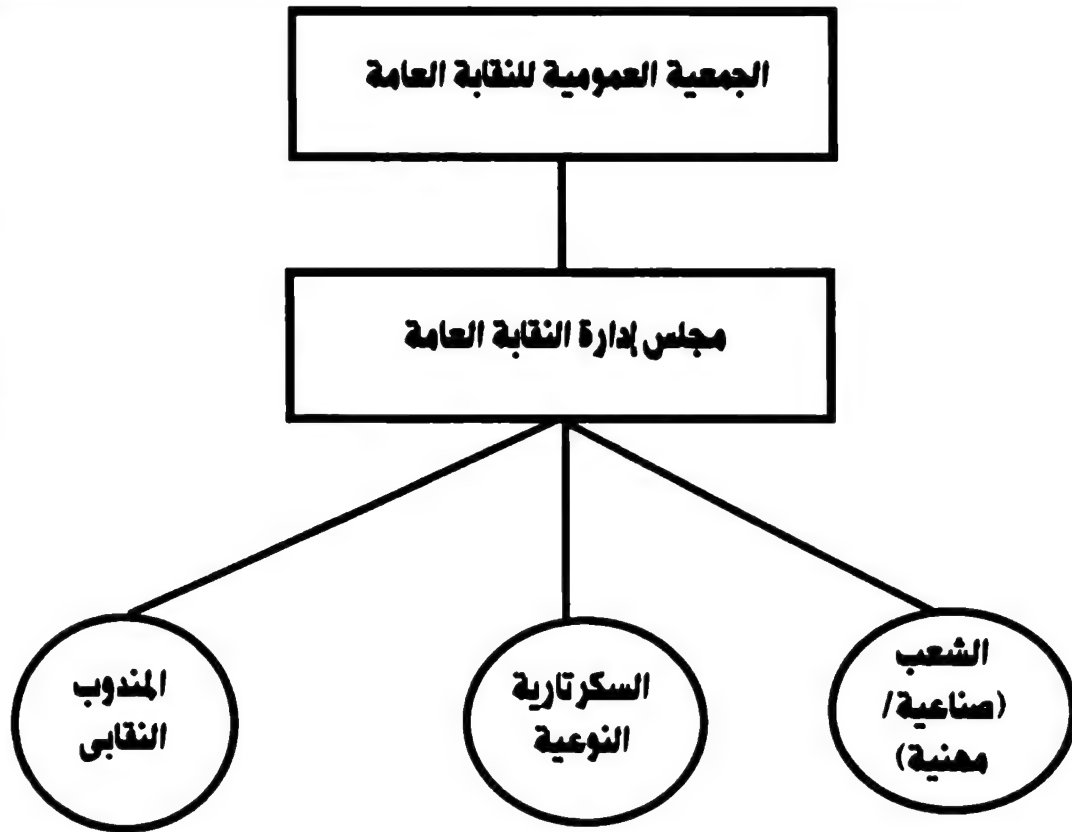 الجمعية العمومية للنقابة العامة
مجلس إدارة النقابة العامة
الشعب
(صناعية/
مهنية)
السكرتارية
النوعية
المندوب
النقابى